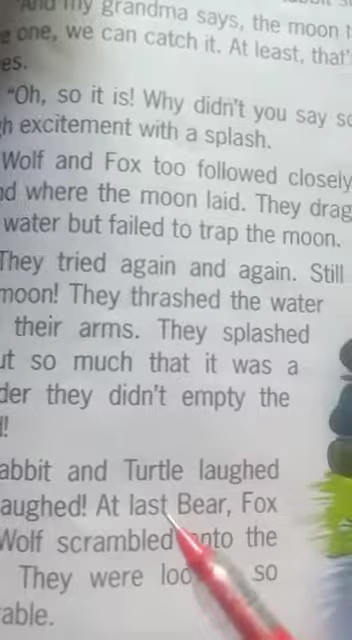 "And my grandma says, the moon
e one, we can catch it. At least, that'
es.
"Oh, so it is! Why didn't you say so
h excitement with a splash.
Wolf and Fox too followed closely
nd where the moon laid. They drag
water but failed to trap the moon.
They tried again and again. Still
moon! They thrashed the water
their arms. They splashed
ut so much that it was a
der they didn't empty the
!
abbit and Turtle laughed
aughed! At last Bear, Fox
Wolf scrambled onto the
They were loo so
able.